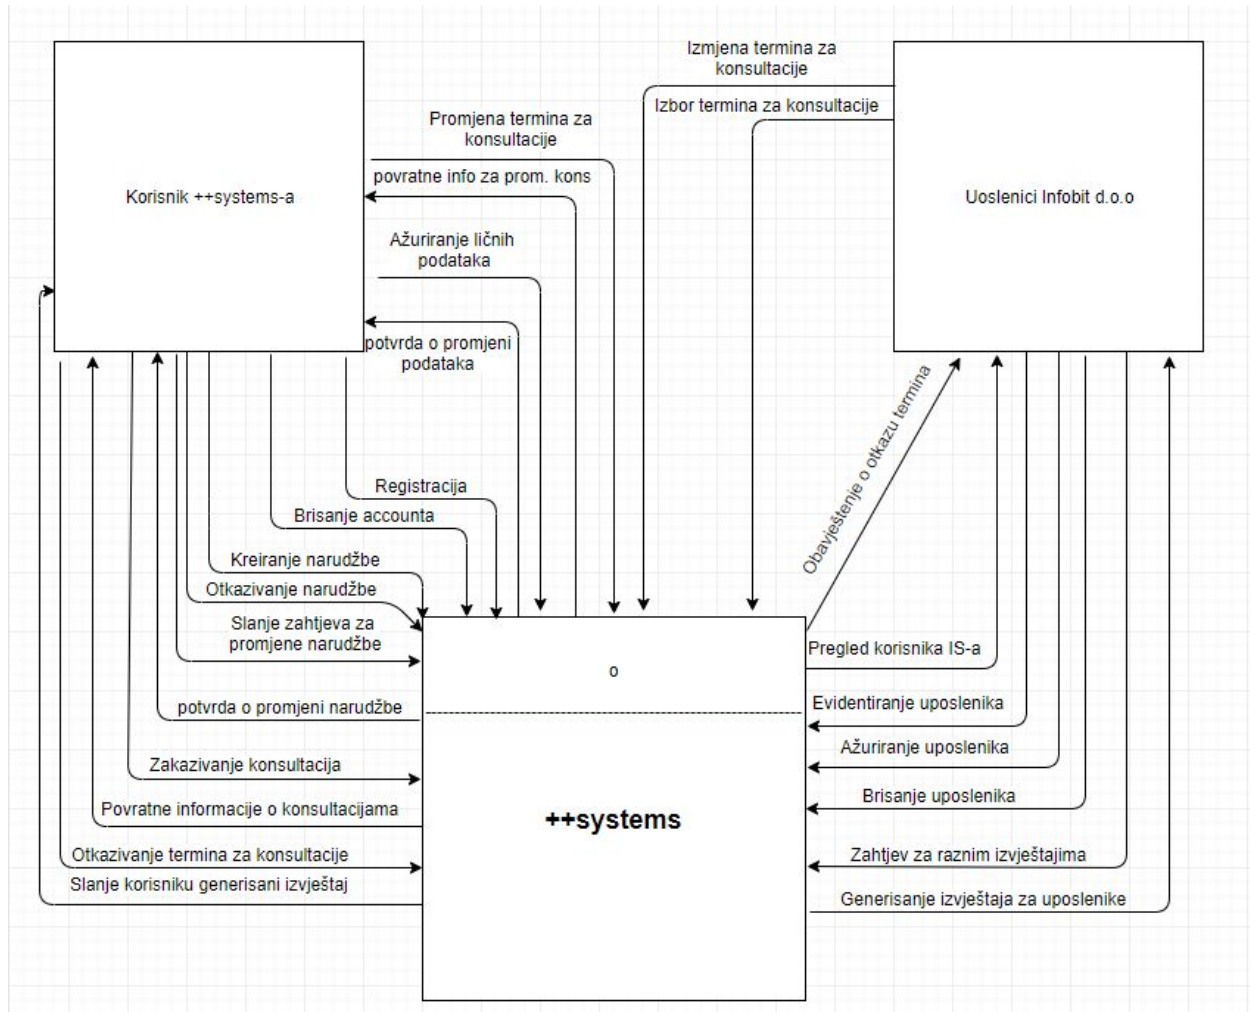 Izmjena termina za
konsultacije
Izbor termina za konsultacije
Promjena termina za
konsultacije
povratne info za prom. kons
Korisnik ++systems-a
Uoslenici Infobit d.o.o
Ažuriranje ličnih
podataka
potvrda o promjeni
podataka
Obavještenje o otkazu termina
Registracija
Brisanje accounta
Kreiranje narudžbe
Otkazivanje narudžbe
Slanje zahtjeva za
promjene narudžbe
o
Pregled korisnika IS-a
potvrda o promjeni narudžbe
Evidentiranje uposlenika
Ažuriranje uposlenika
Zakazivanje konsultacija
Brisanje uposlenika
Povratne informacije o konsultacijama
++systems
Otkazivanje termina za konsultacije
Zahtjev za raznim izvještajima
Slanje korisniku generisani izvještaj
Generisanje izvještaja za uposlenike